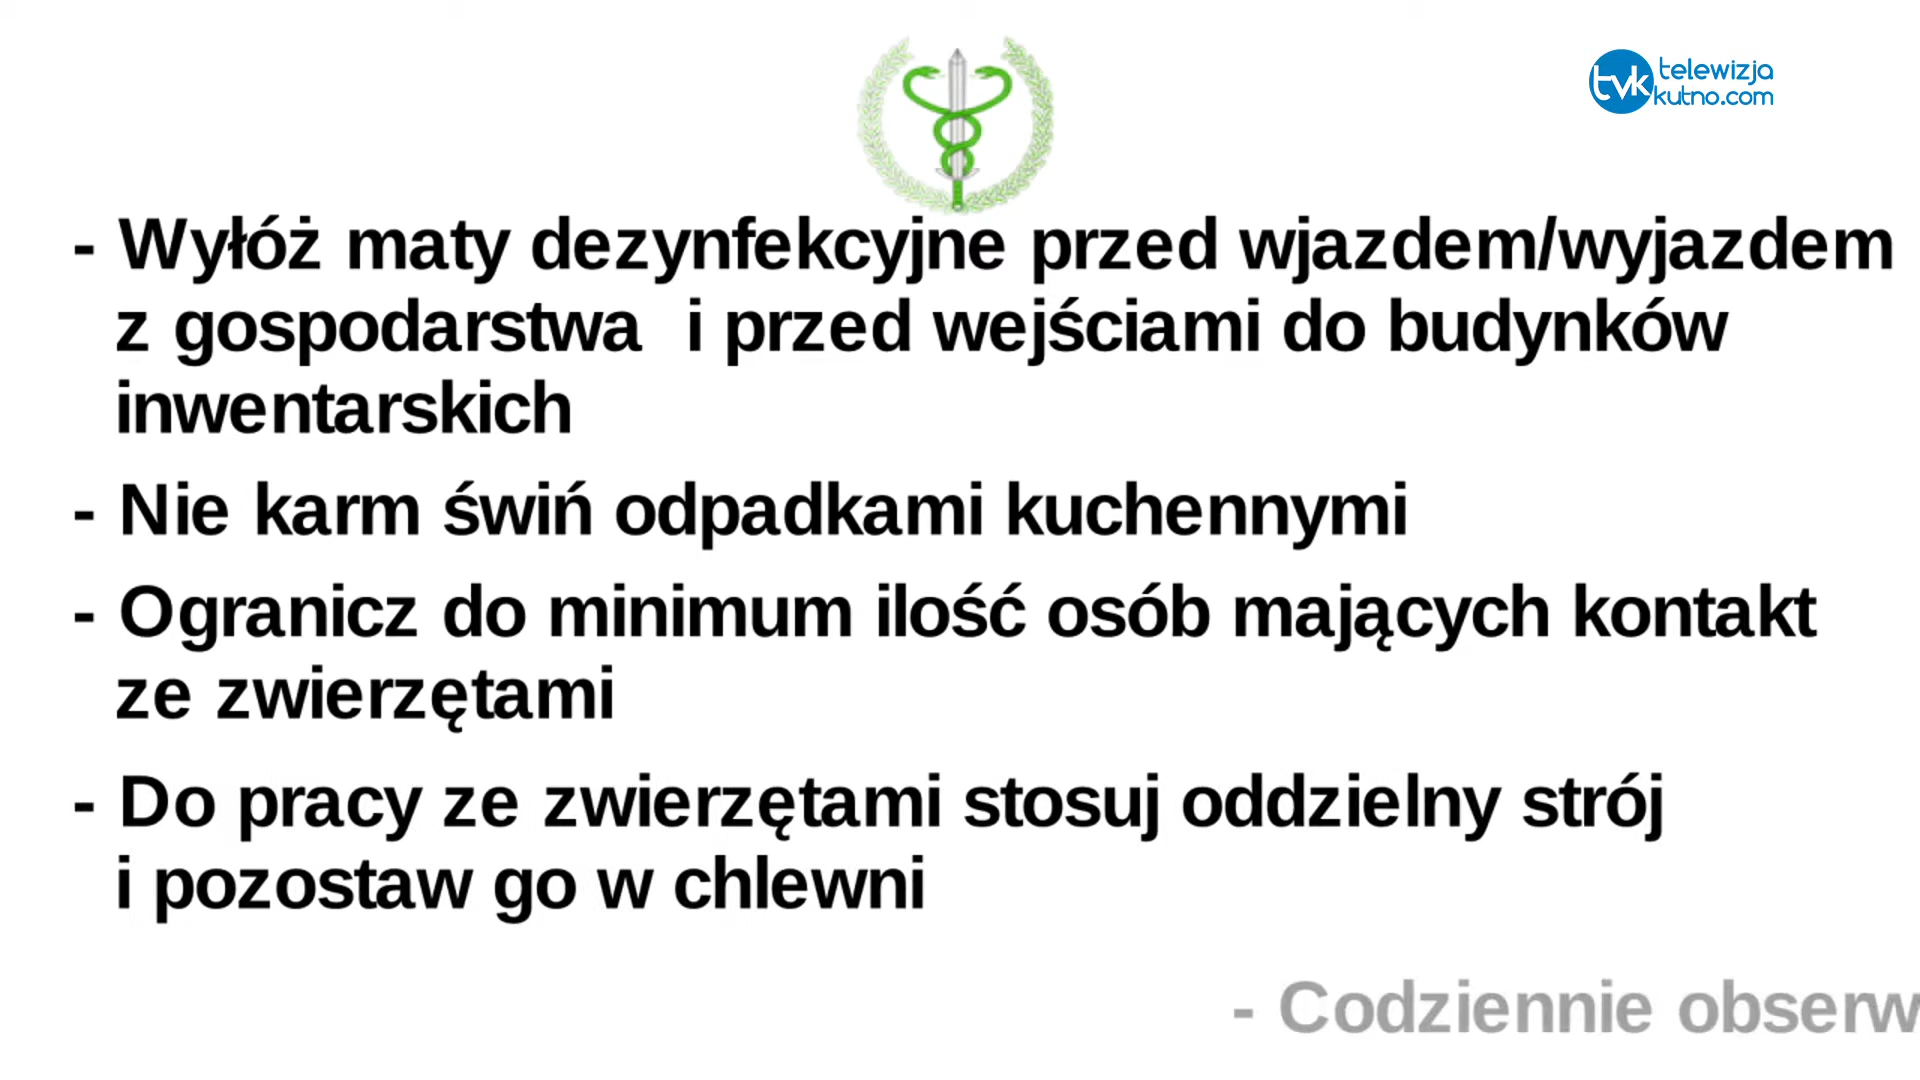 tvk telewizja
kutno.com
- Wyłóż maty dezynfekcyjne przed wjazdem/wyjazdem
z gospodarstwa i przed wejściami do budynków
inwentarskich
- Nie karm świń odpadkami kuchennymi
- Ogranicz do minimum ilość osób mających kontakt
ze zwierzętami
- Do pracy ze zwierzętami stosuj oddzielny strój
i pozostaw go w chlewni
- Codziennie obserw